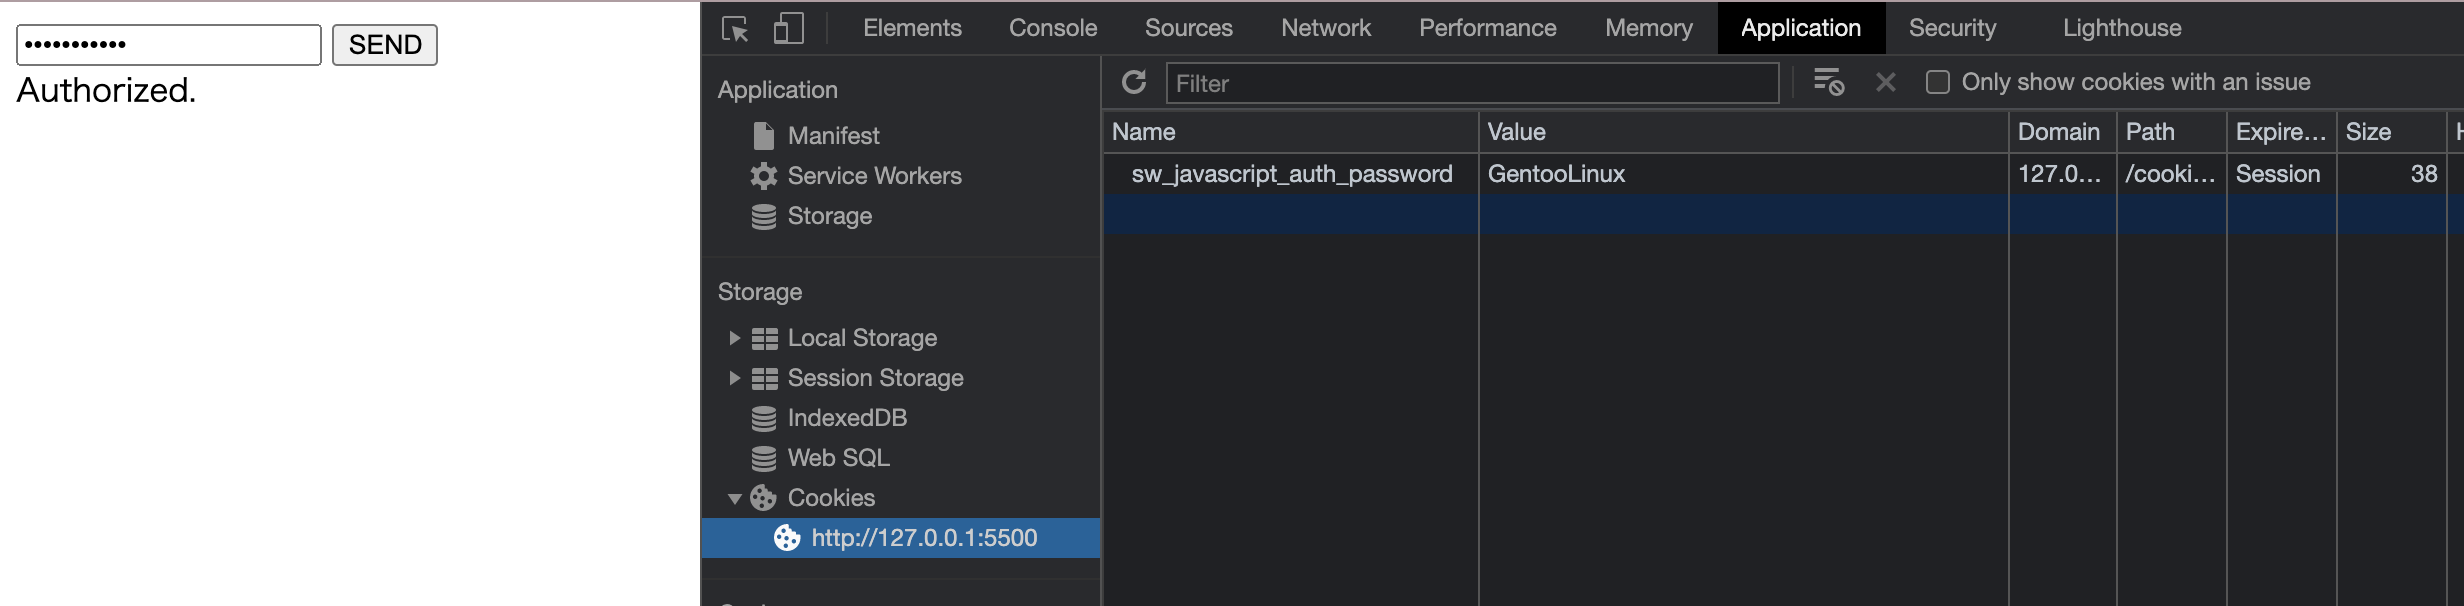 ••••••••••• SEND
Authorized.
Elements Console Sources Network Performance Memory Application Security Lighthouse
Application
Manifest
Service Workers
Storage
Storage
Local Storage
Session Storage
IndexedDB
Web SQL
Cookies
http://127.0.0.1:5500
Filter Only show cookies with an issue
Name Value Domain Path Expire... Size
sw_javascript_auth_password GentooLinux 127.0... /cooki... Session 38